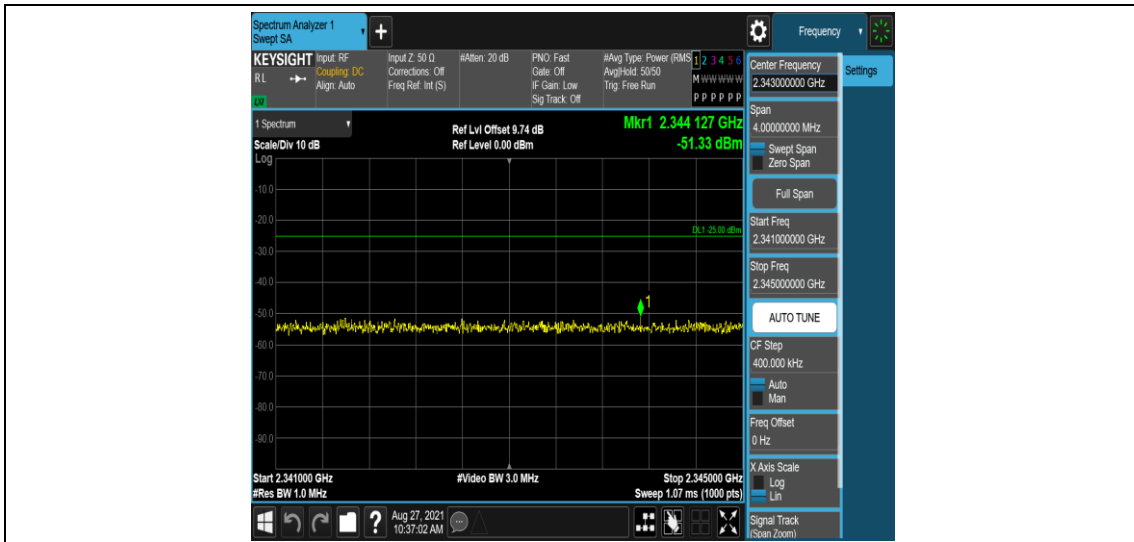 Spectrum Analyzer 1
Swept SA
+
Frequency
KEYSIGHT
RL
LXI
Input: RF
Coupling: DC
Align: Auto
Input Z: 50 Ω
Corrections: Off
Freq Ref: Int (S)
#Atten: 20 dB
PNO: Fast
Gate: Off
IF Gain: Low
Sig Track: Off
#Avg Type: Power (RMS
Avg|Hold: 50/50
Trig: Free Run
1 2 3 4 5 6
M W W W W W
P P P P P P
1 Spectrum
Scale/Div 10 dB
Log
Ref Lvl Offset 9.74 dB
Ref Level 0.00 dBm
Mkr1 2.344 127 GHz
-51.33 dBm
-10.0
-20.0
DL1 -25.00 dBm
-30.0
-40.0
1
-50.0
-60.0
-70.0
-80.0
-90.0
Start 2.341000 GHz
#Res BW 1.0 MHz
#Video BW 3.0 MHz
Stop 2.345000 GHz
Sweep 1.07 ms (1000 pts)
?
Aug 27, 2021
10:37:02 AM
Center Frequency
2.343000000 GHz
Settings
Span
4.00000000 MHz
Swept Span
Zero Span
Full Span
Start Freq
2.341000000 GHz
Stop Freq
2.345000000 GHz
AUTO TUNE
CF Step
400.000 kHz
Auto
Man
Freq Offset
0 Hz
X Axis Scale
Log
Lin
Signal Track
(Span Zoom)